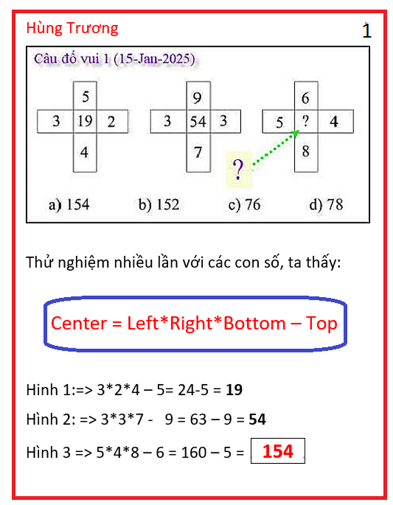 Hùng Trương
1
Câu đố vui 1 (15-Jan-2025)
5 9 6
3 19 2 3 54 3 5 ? 4
4 7 8
?
a) 154 b) 152 c) 76 d) 78
Thử nghiệm nhiều lần với các con số, ta thấy:
Center = Left*Right*Bottom – Top
Hinh 1:=> 3*2*4 – 5= 24-5 = 19
Hình 2: => 3*3*7 - 9 = 63 – 9 = 54
Hình 3 => 5*4*8 – 6 = 160 – 5 = 154